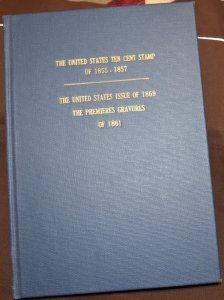 THE UNITED STATES TEN CENT STAMP
OF 1855 - 1857
THE UNITED STATES ISSUE OF 1869
THE PREMIERES GRAVURES
OF 1861